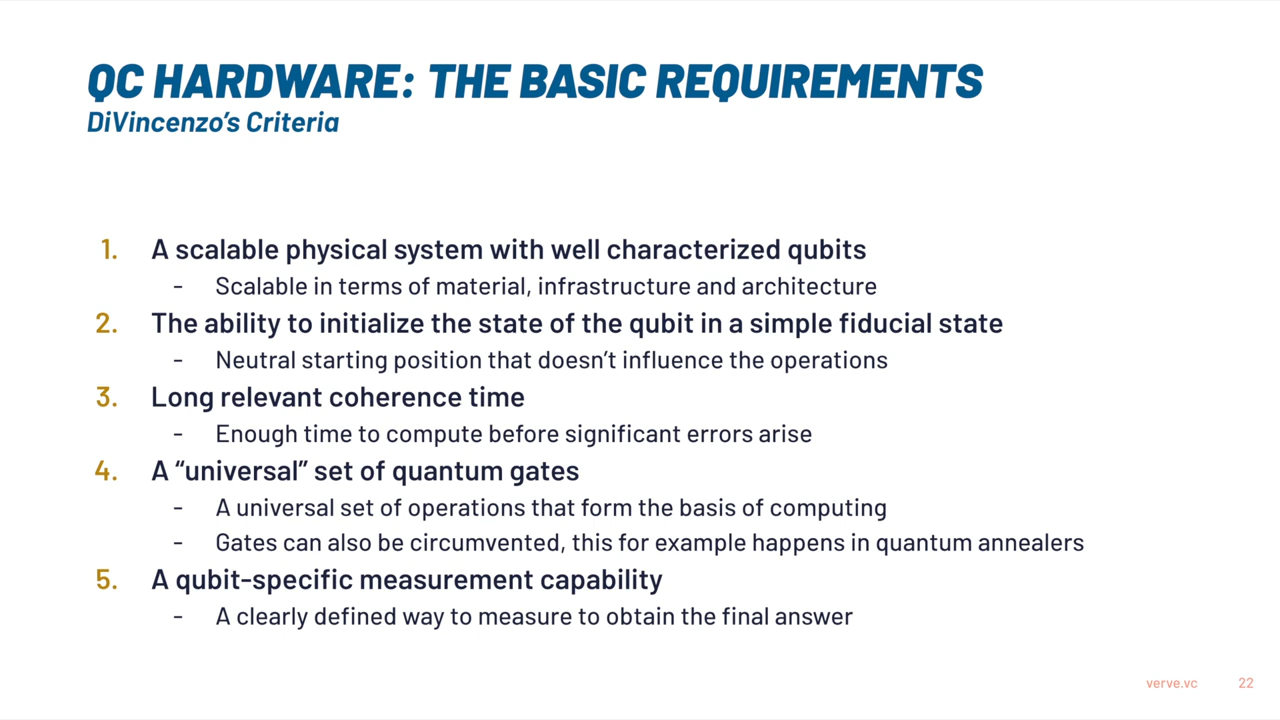 QC HARDWARE: THE BASIC REQUIREMENTS
DiVincenzo’s Criteria
1. A scalable physical system with well characterized qubits
- Scalable in terms of material, infrastructure and architecture
2. The ability to initialize the state of the qubit in a simple fiducial state
- Neutral starting position that doesn’t influence the operations
3. Long relevant coherence time
- Enough time to compute before significant errors arise
4. A “universal” set of quantum gates
- A universal set of operations that form the basis of computing
- Gates can also be circumvented, this for example happens in quantum annealers
5. A qubit-specific measurement capability
- A clearly defined way to measure to obtain the final answer
verve.vc 22